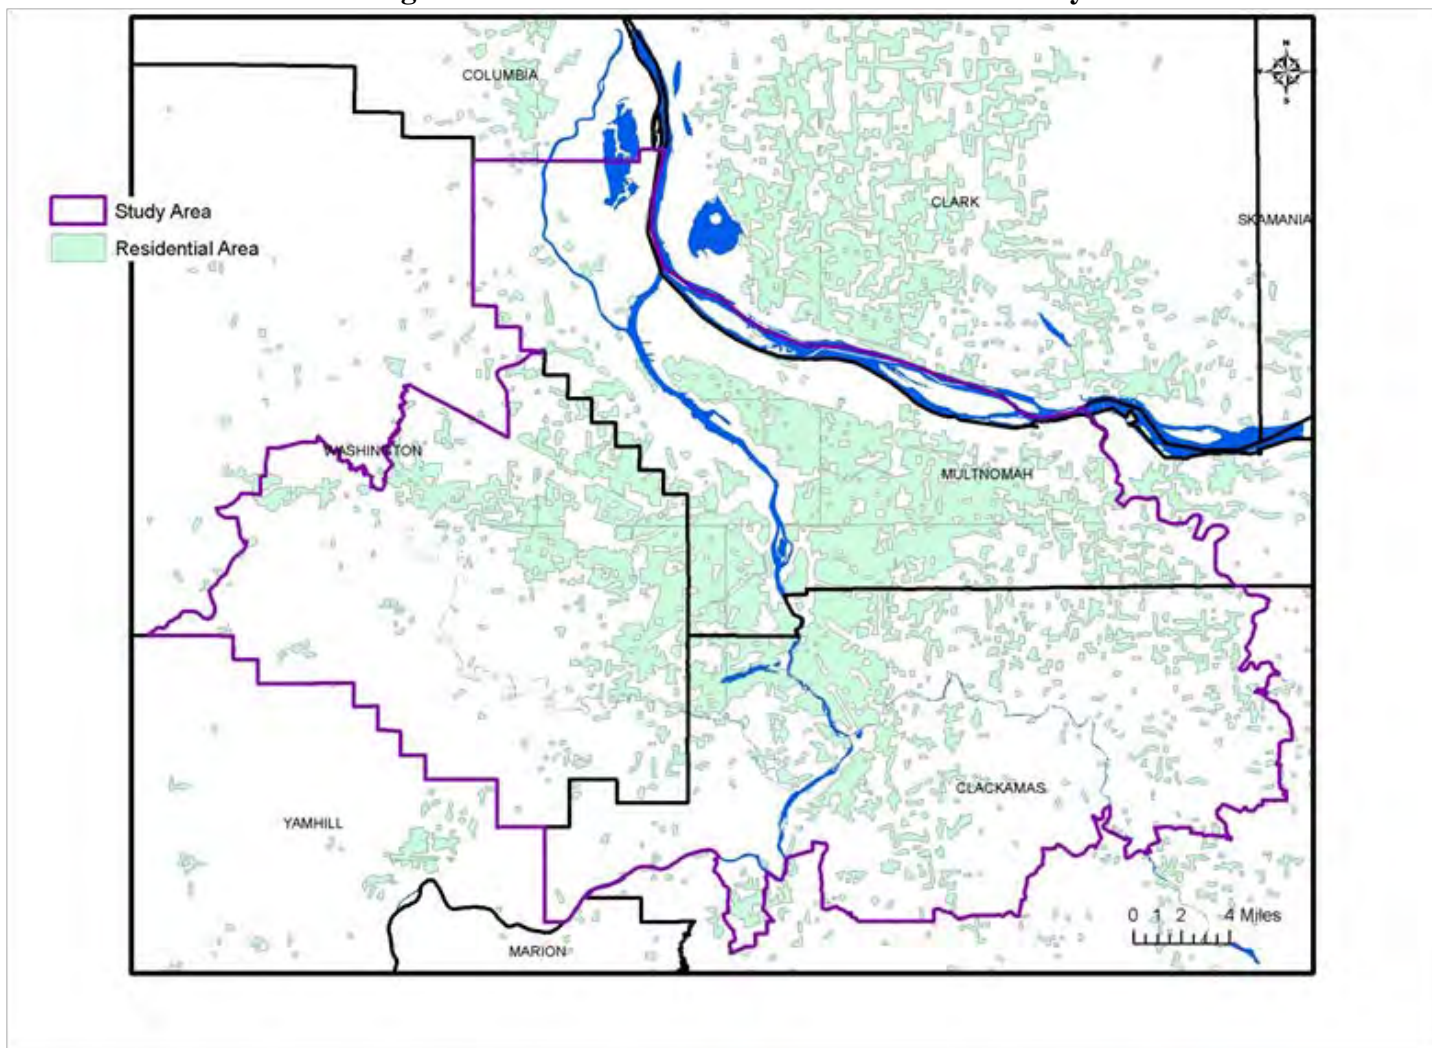 COLUMBIA
N
S
CLARK
SKAMANIA
Study Area
Residential Area
WASHINGTON
MULTNOMAH
CLACKAMAS
YAMHILL
0 1 2 4 Miles
MARION